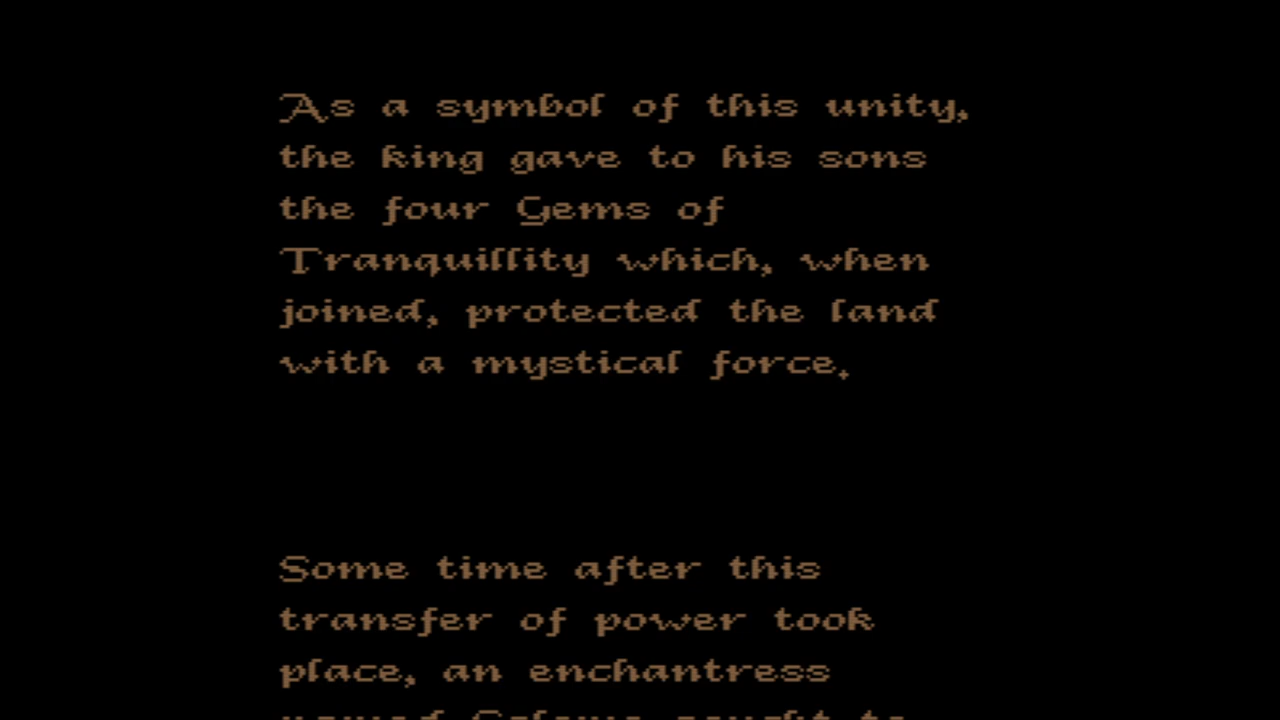 As a symbol of this unity,
the king gave to his sons
the four Gems of
Tranquillity which, when
joined, protected the land
with a mystical force.
Some time after this
transfer of power took
place, an enchantress